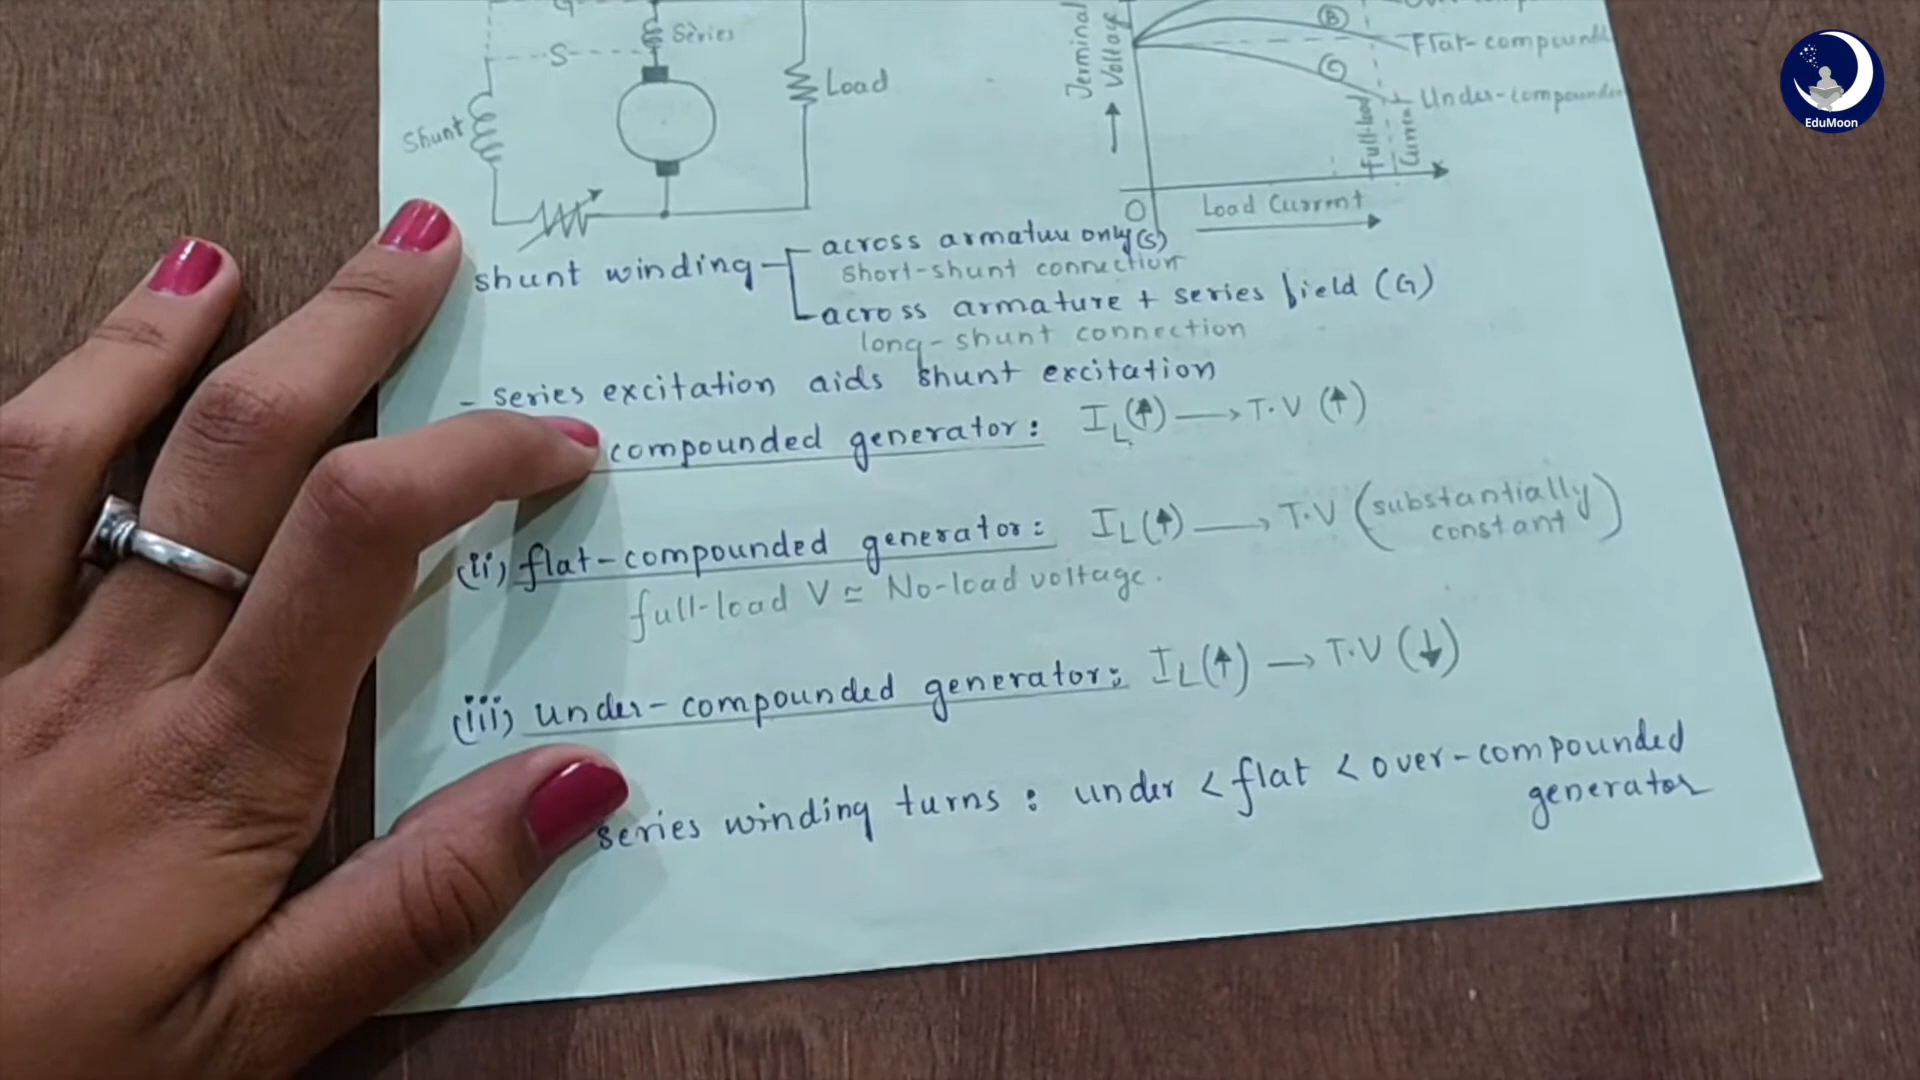 Series
S
Load
Shunt
Terminal
Voltage
B
Flat-compound
Under-compounde
Full-load
Curren
O
Load Current
EduMoon
shunt winding
across armature only (S)
short-shunt connection
across armature + series field (G)
long-shunt connection
- series excitation aids shunt excitation
compounded generator: IL(↑) → T.V (↑)
(ii) flat-compounded generator: IL(↑) → T.V (substantially
constant)
full-load V ≃ No-load voltage.
(iii) under-compounded generator: IL(↑) → T.V (↓)
series winding turns : under < flat < over-compounded
generator